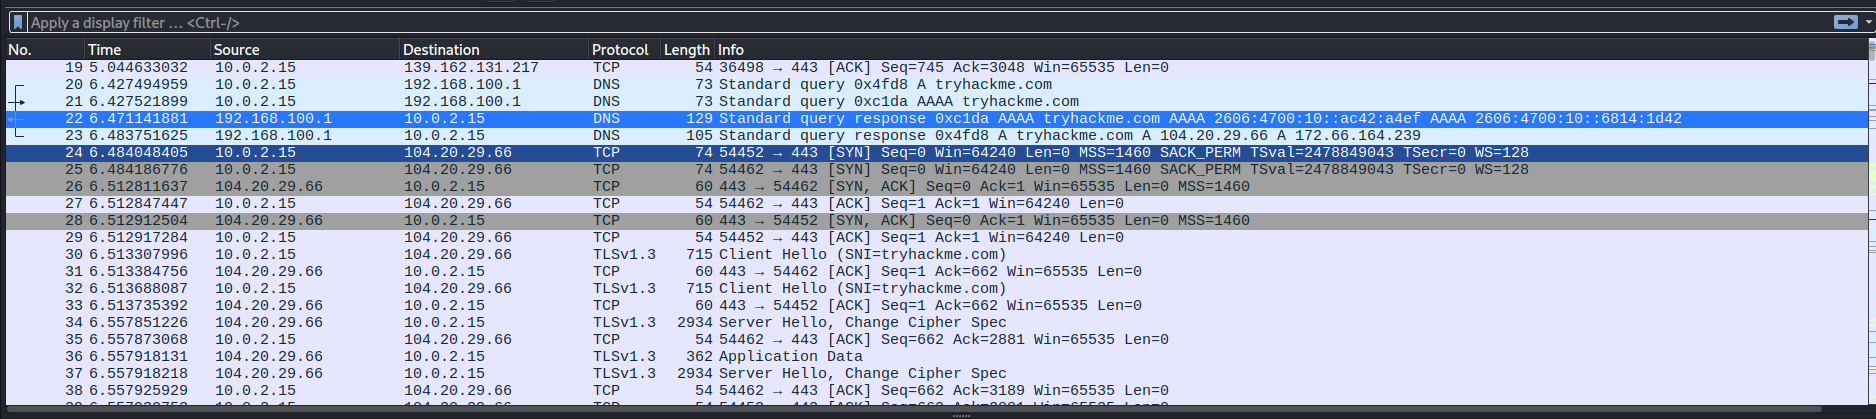 Apply a display filter ... <Ctrl-/>
No. Time Source Destination Protocol Length Info
19 5.044633032 10.0.2.15 139.162.131.217 TCP 54 36498 → 443 [ACK] Seq=745 Ack=3048 Win=65535 Len=0
20 6.427494959 10.0.2.15 192.168.100.1 DNS 73 Standard query 0x4fd8 A tryhackme.com
21 6.427521899 10.0.2.15 192.168.100.1 DNS 73 Standard query 0xc1da AAAA tryhackme.com
22 6.471141881 192.168.100.1 10.0.2.15 DNS 129 Standard query response 0xc1da AAAA tryhackme.com AAAA 2606:4700:10::ac42:a4ef AAAA 2606:4700:10::6814:1d42
23 6.483751625 192.168.100.1 10.0.2.15 DNS 105 Standard query response 0x4fd8 A tryhackme.com A 104.20.29.66 A 172.66.164.239
24 6.484048405 10.0.2.15 104.20.29.66 TCP 74 54452 → 443 [SYN] Seq=0 Win=64240 Len=0 MSS=1460 SACK_PERM TSval=2478849043 TSecr=0 WS=128
25 6.484186776 10.0.2.15 104.20.29.66 TCP 74 54462 → 443 [SYN] Seq=0 Win=64240 Len=0 MSS=1460 SACK_PERM TSval=2478849043 TSecr=0 WS=128
26 6.512811637 104.20.29.66 10.0.2.15 TCP 60 443 → 54462 [SYN, ACK] Seq=0 Ack=1 Win=65535 Len=0 MSS=1460
27 6.512847447 10.0.2.15 104.20.29.66 TCP 54 54462 → 443 [ACK] Seq=1 Ack=1 Win=64240 Len=0
28 6.512912504 104.20.29.66 10.0.2.15 TCP 60 443 → 54452 [SYN, ACK] Seq=0 Ack=1 Win=65535 Len=0 MSS=1460
29 6.512917284 10.0.2.15 104.20.29.66 TCP 54 54452 → 443 [ACK] Seq=1 Ack=1 Win=64240 Len=0
30 6.513307996 10.0.2.15 104.20.29.66 TLSv1.3 715 Client Hello (SNI=tryhackme.com)
31 6.513384756 104.20.29.66 10.0.2.15 TCP 60 443 → 54462 [ACK] Seq=1 Ack=662 Win=65535 Len=0
32 6.513688087 10.0.2.15 104.20.29.66 TLSv1.3 715 Client Hello (SNI=tryhackme.com)
33 6.513735392 104.20.29.66 10.0.2.15 TCP 60 443 → 54452 [ACK] Seq=1 Ack=662 Win=65535 Len=0
34 6.557851226 104.20.29.66 10.0.2.15 TLSv1.3 2934 Server Hello, Change Cipher Spec
35 6.557873068 10.0.2.15 104.20.29.66 TCP 54 54462 → 443 [ACK] Seq=662 Ack=2881 Win=65535 Len=0
36 6.557918131 104.20.29.66 10.0.2.15 TLSv1.3 362 Application Data
37 6.557918218 104.20.29.66 10.0.2.15 TLSv1.3 2934 Server Hello, Change Cipher Spec
38 6.557925929 10.0.2.15 104.20.29.66 TCP 54 54462 → 443 [ACK] Seq=662 Ack=3189 Win=65535 Len=0